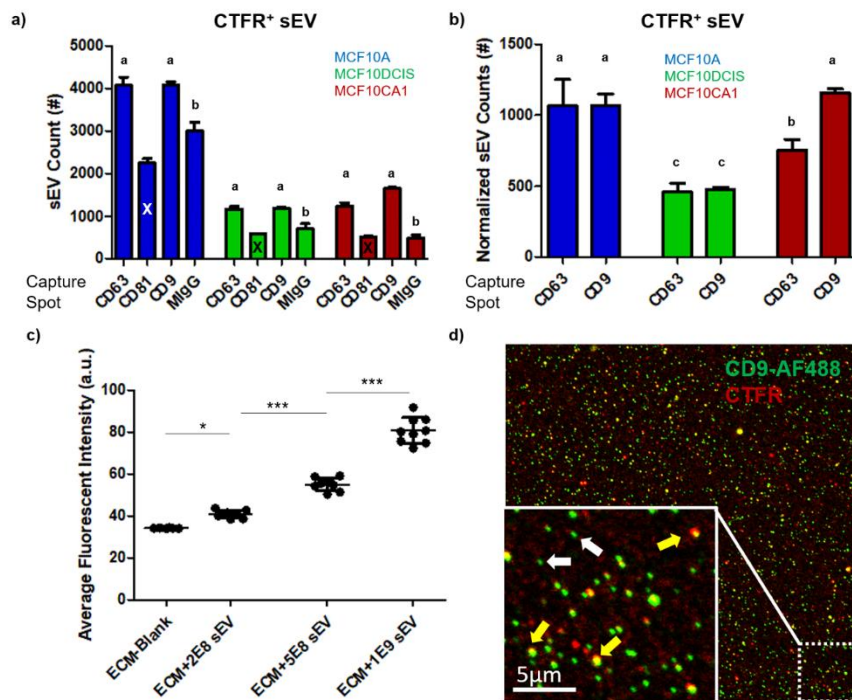 a)
CTFR+ sEV
MCF10A
MCF10DCIS
MCF10CA1
sEV Count (#)
5000
4000
3000
2000
1000
0
a
a
b
a
a
b
a
a
b
X
X
X
Capture
Spot
CD63
CD81
CD9
MIgG
CD63
CD81
CD9
MIgG
CD63
CD81
CD9
MIgG
b)
CTFR+ sEV
MCF10A
MCF10DCIS
MCF10CA1
Normalized sEV Counts (#)
1500
1000
500
0
a
a
c
c
b
a
Capture
Spot
CD63
CD9
CD63
CD9
CD63
CD9
c)
Average Fluorescent Intensity (a.u.)
100
80
60
40
20
0
*
***
***
ECM-Blank
ECM+2E8 sEV
ECM+5E8 sEV
ECM+1E9 sEV
d)
CD9-AF488
CTFR
5µm